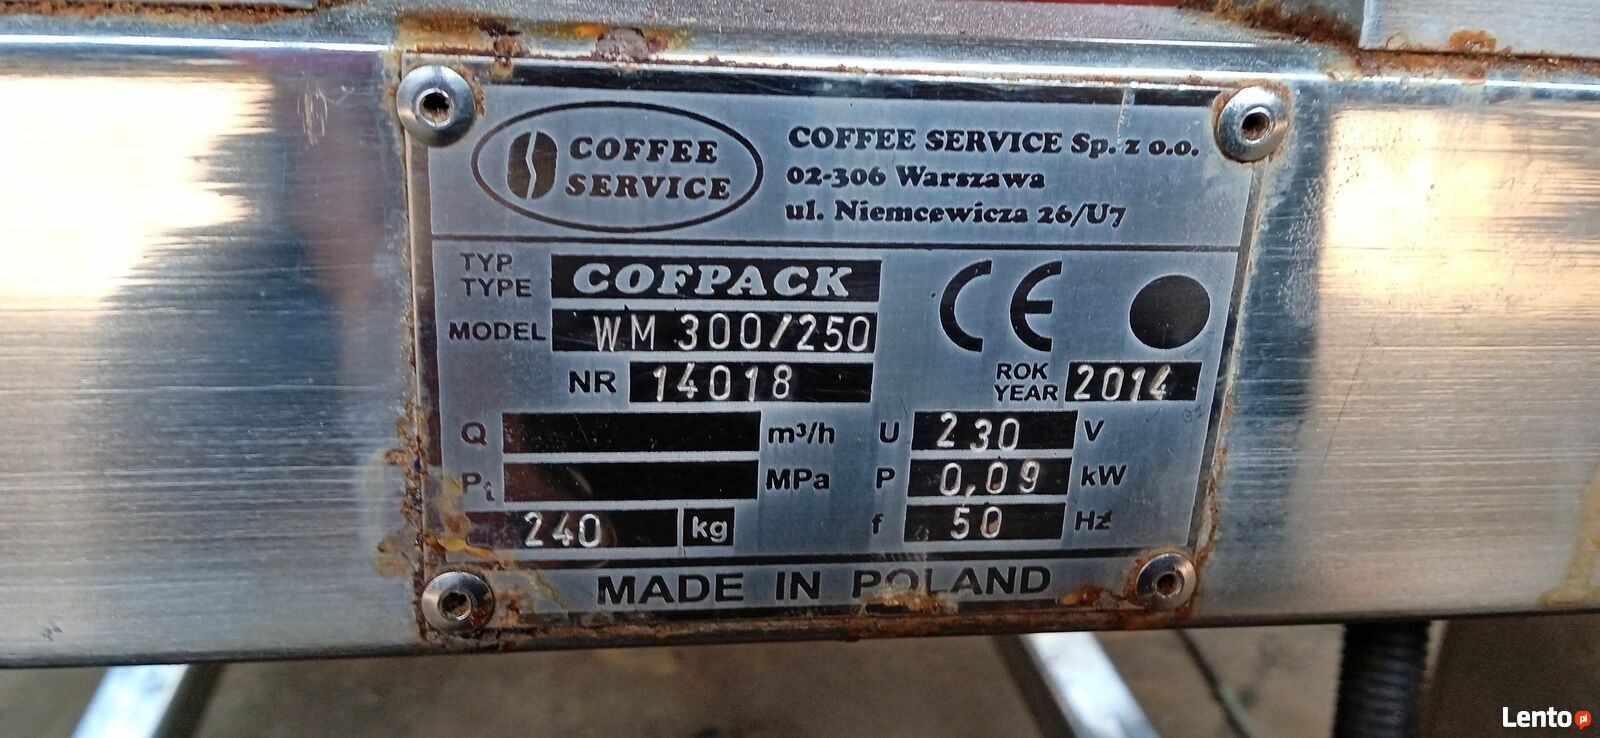 COFFEE SERVICE
COFFEE SERVICE Sp. z o.o.
02-306 Warszawa
ul. Niemcewicza 26/U7
TYP
TYPE COFPACK
MODEL WM 300/250
CE
NR 14018
ROK
YEAR 2014
Q m³/h U 230 V
Pt MPa P 0,09 kW
240 kg f 50 Hz
MADE IN POLAND
Lento.pl